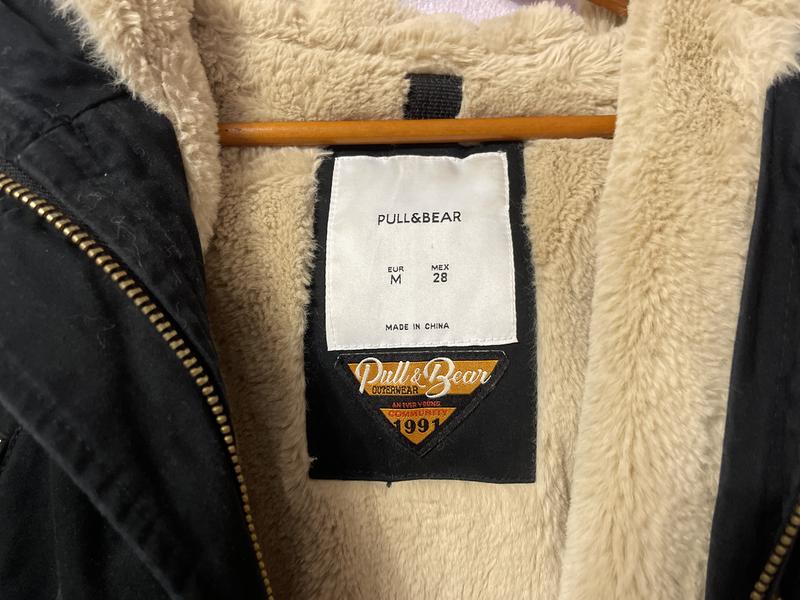 PULL&BEAR
EUR MEX
M 28
MADE IN CHINA
Pull & Bear
OUTERWEAR
AN EVER YOUNG
COMMUNITY
1991